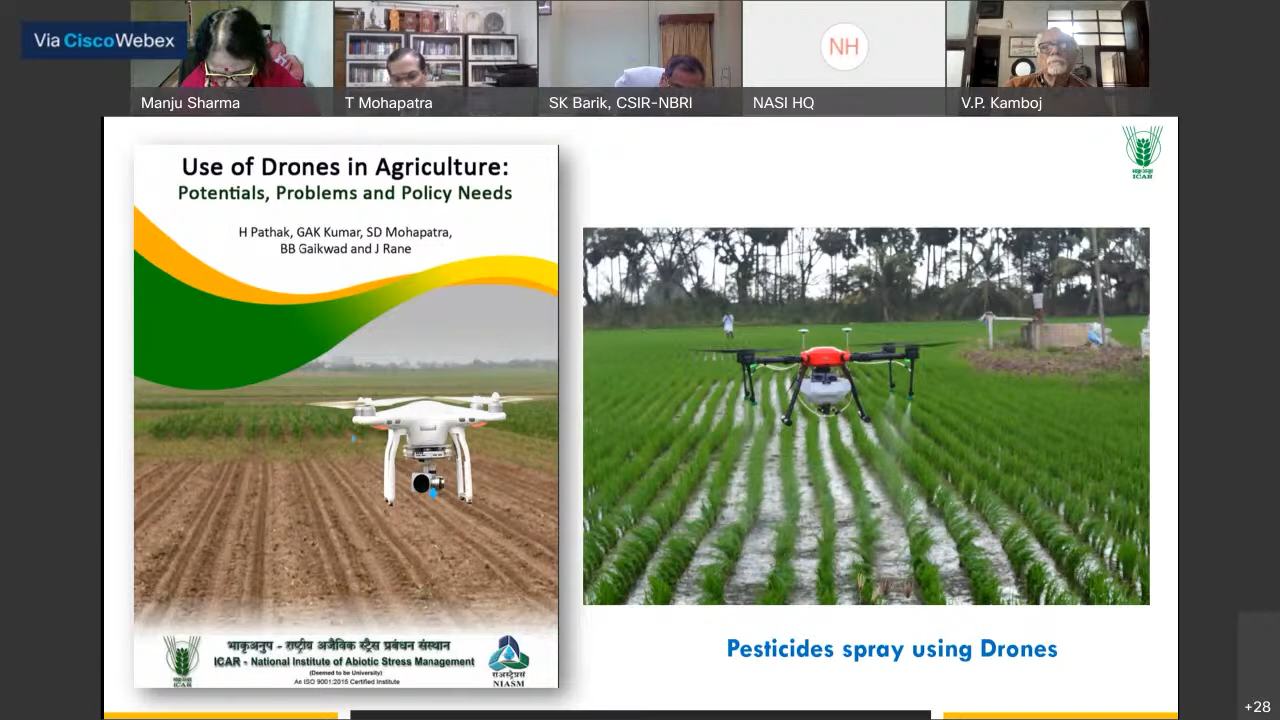 Via Cisco Webex
Manju Sharma
T Mohapatra
SK Barik, CSIR-NBRI
NH
NASI HQ
V.P. Kamboj
Use of Drones in Agriculture:
Potentials, Problems and Policy Needs
H Pathak, GAK Kumar, SD Mohapatra,
BB Gaikwad and J Rane
भाकृअनुप - राष्ट्रीय अजैविक स्ट्रैस प्रबंधन संस्थान
ICAR - National Institute of Abiotic Stress Management
(Deemed to be University)
An ISO 9001:2015 Certified Institute
ICAR
NIASM
ICAR
Pesticides spray using Drones
+28